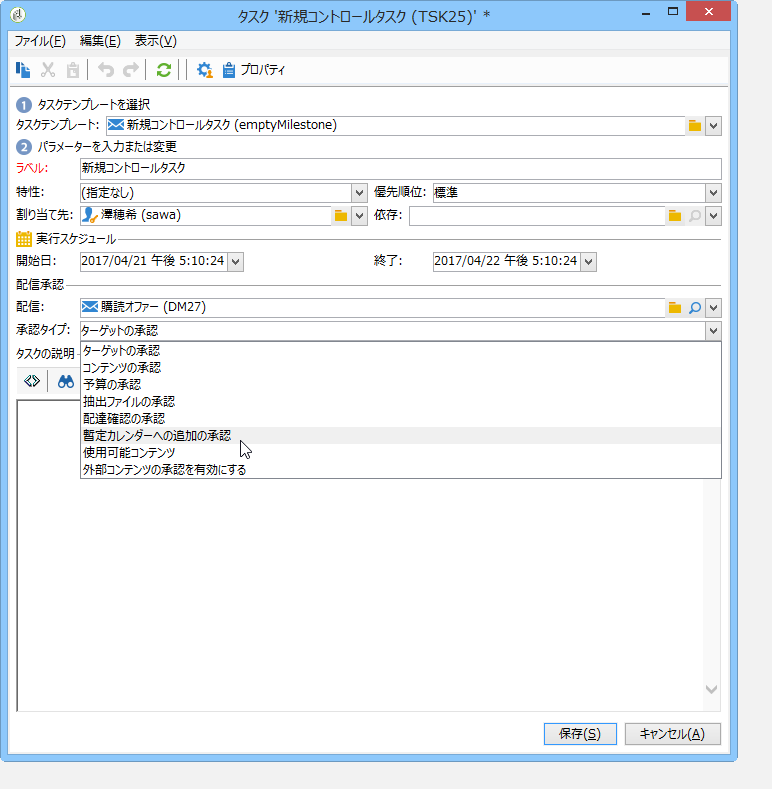 タスク '新規コントロールタスク (TSK25)' *
ファイル(F) 編集(E) 表示(V)
プロパティ
1 タスクテンプレートを選択
タスクテンプレート: 新規コントロールタスク (emptyMilestone)
2 パラメーターを入力または変更
ラベル: 新規コントロールタスク
特性: (指定なし) 優先順位: 標準
割り当て先: 澤穂希 (sawa) 依存:
実行スケジュール
開始日: 2017/04/21 午後 5:10:24 終了: 2017/04/22 午後 5:10:24
配信承認
配信: 購読オファー (DM27)
承認タイプ: ターゲットの承認
タスクの説明
ターゲットの承認
コンテンツの承認
予算の承認
抽出ファイルの承認
配達確認の承認
暫定カレンダーへの追加の承認
使用可能コンテンツ
外部コンテンツの承認を有効にする
保存(S) キャンセル(A)